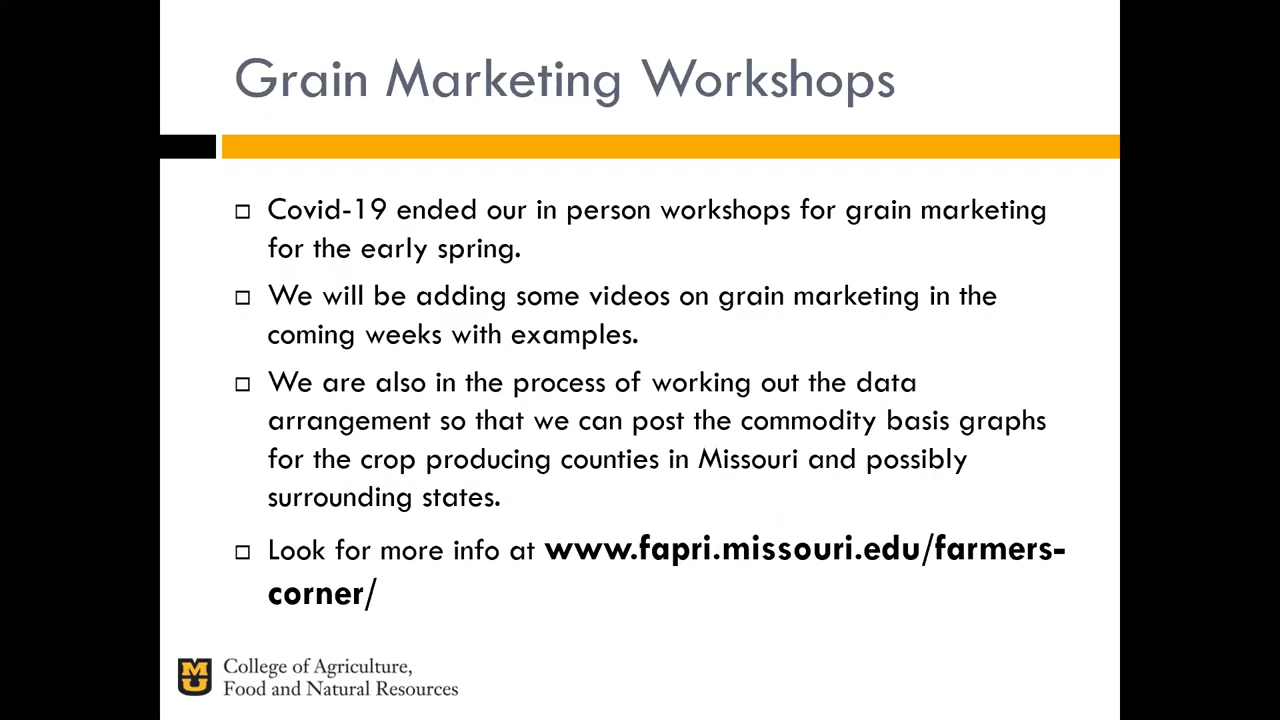 Grain Marketing Workshops
Covid-19 ended our in person workshops for grain marketing
for the early spring.
We will be adding some videos on grain marketing in the
coming weeks with examples.
We are also in the process of working out the data
arrangement so that we can post the commodity basis graphs
for the crop producing counties in Missouri and possibly
surrounding states.
Look for more info at www.fapri.missouri.edu/farmers-
corner/
MU
College of Agriculture,
Food and Natural Resources